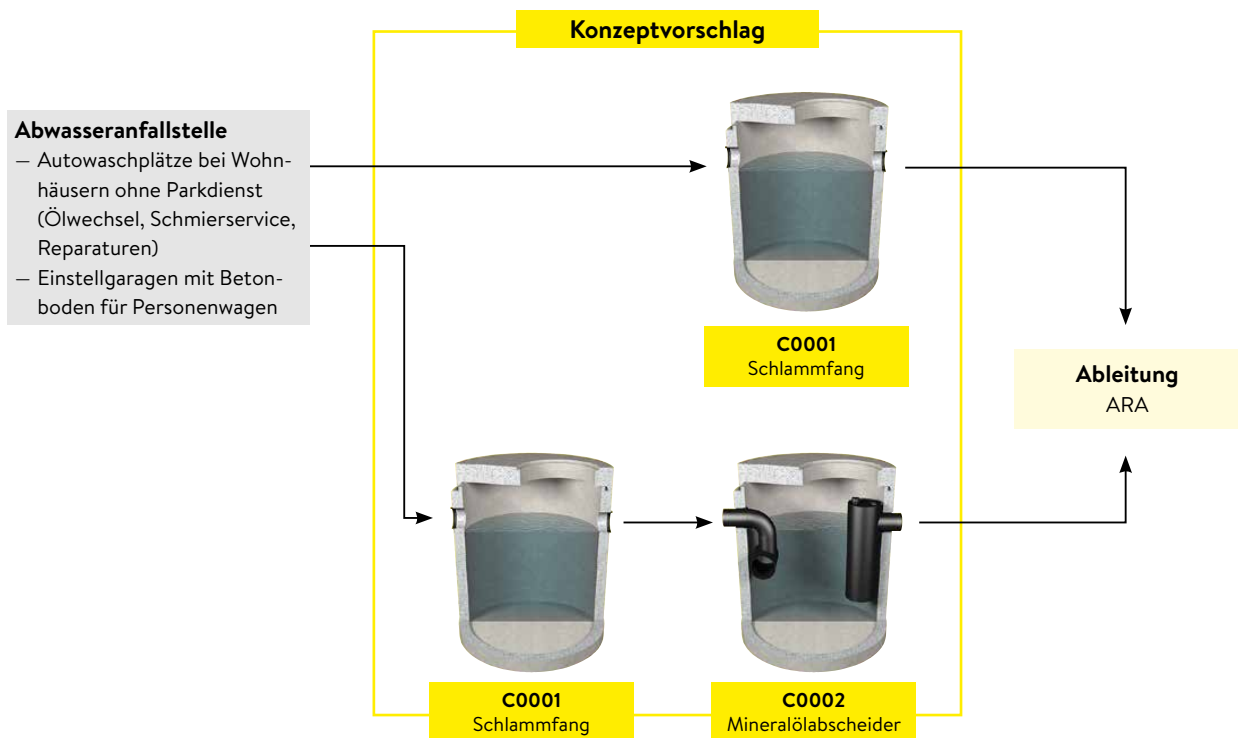 Konzeptvorschlag
Abwasseranfallstelle
– Autowaschplätze bei Wohn-
häusern ohne Parkdienst
(Ölwechsel, Schmierservice,
Reparaturen)
– Einstellgaragen mit Beton-
boden für Personenwagen
C0001
Schlammfang
Ableitung
ARA
C0001
Schlammfang
C0002
Mineralölabscheider